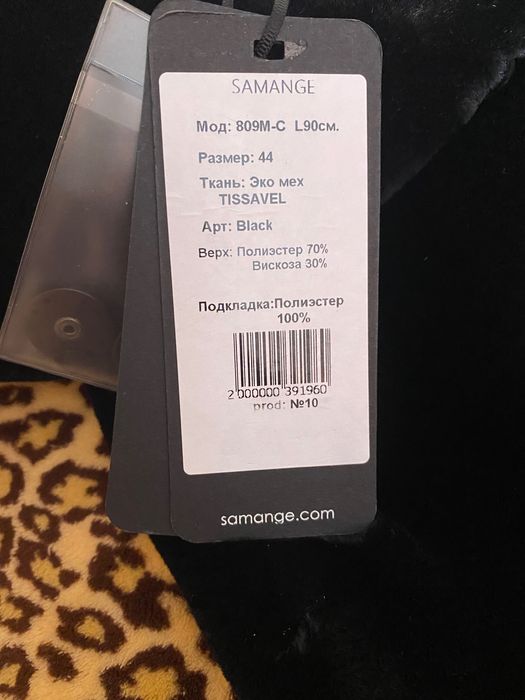 SAMANGE
Мод: 809М-С L90см.
Размер: 44
Ткань: Эко мех
TISSAVEL
Арт: Black
Верх: Полиэстер 70%
Вискоза 30%
Подкладка:Полиэстер
100%
2 000000 391960
prod: №10
samange.com